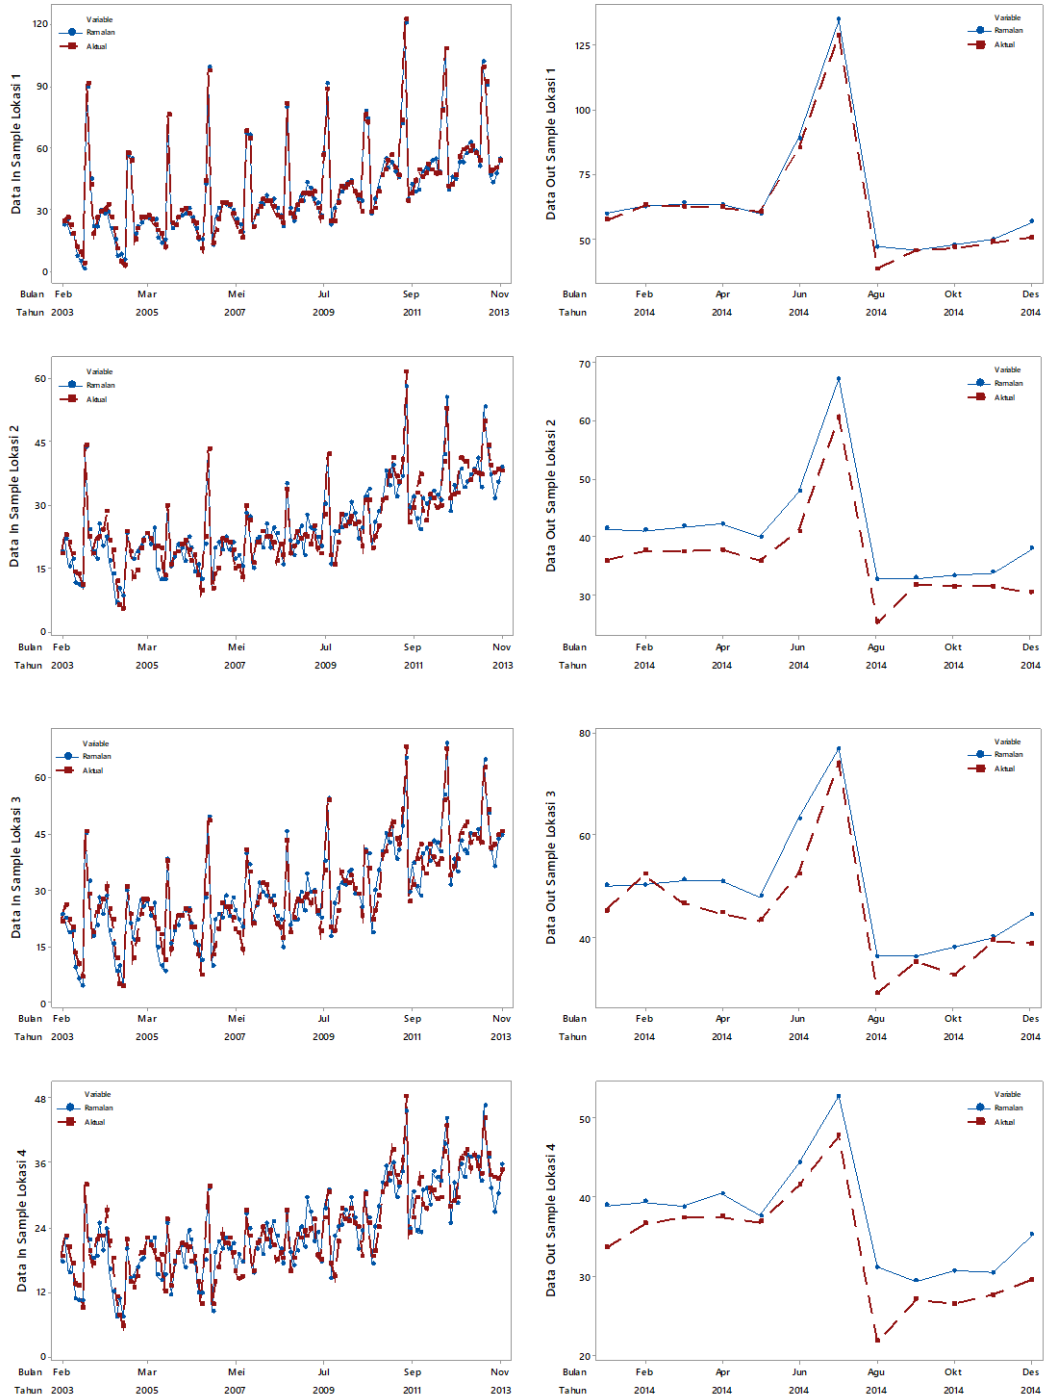 Data In Sample Lokasi 1
Variable
Ramalan
Aktual
120
90
60
30
0
Bulan Feb Mar Mei Jul Sep Nov
Tahun 2003 2005 2007 2009 2011 2013
Data Out Sample Lokasi 1
Variable
Ramalan
Aktual
125
100
75
50
Bulan Feb Apr Jun Agu Okt Des
Tahun 2014 2014 2014 2014 2014 2014
Data In Sample Lokasi 2
Variable
Ramalan
Aktual
60
45
30
15
0
Bulan Feb Mar Mei Jul Sep Nov
Tahun 2003 2005 2007 2009 2011 2013
Data Out Sample Lokasi 2
Variable
Ramalan
Aktual
70
60
50
40
30
Bulan Feb Apr Jun Agu Okt Des
Tahun 2014 2014 2014 2014 2014 2014
Data In Sample Lokasi 3
Variable
Ramalan
Aktual
60
45
30
15
0
Bulan Feb Mar Mei Jul Sep Nov
Tahun 2003 2005 2007 2009 2011 2013
Data Out Sample Lokasi 3
Variable
Ramalan
Aktual
80
60
40
Bulan Feb Apr Jun Agu Okt Des
Tahun 2014 2014 2014 2014 2014 2014
Data In Sample Lokasi 4
Variable
Ramalan
Aktual
48
36
24
12
0
Bulan Feb Mar Mei Jul Sep Nov
Tahun 2003 2005 2007 2009 2011 2013
Data Out Sample Lokasi 4
Variable
Ramalan
Aktual
50
40
30
20
Bulan Feb Apr Jun Agu Okt Des
Tahun 2014 2014 2014 2014 2014 2014